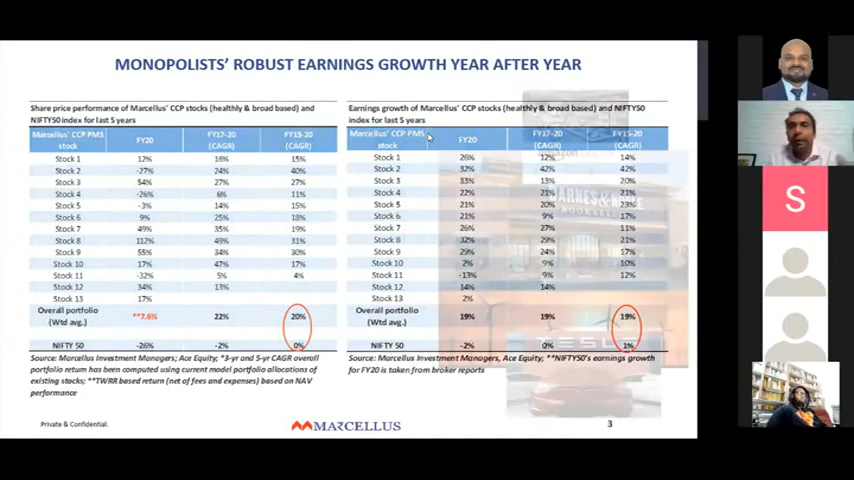 MONOPOLISTS' ROBUST EARNINGS GROWTH YEAR AFTER YEAR
Share price performance of Marcellus' CCP stocks (healthly & broad based) and
NIFTY50 index for last 5 years
Marcellus' CCP PMS stock FY20 FY17-20 (CAGR) FY15-20 (CAGR)
Stock 1 12% 16% 15%
Stock 2 -27% 24% 40%
Stock 3 54% 27% 27%
Stock 4 -26% 6% 11%
Stock 5 -3% 14% 15%
Stock 6 9% 25% 18%
Stock 7 49% 35% 19%
Stock 8 112% 49% 31%
Stock 9 55% 34% 30%
Stock 10 17% 47% 17%
Stock 11 -32% 5% 4%
Stock 12 34% 13%
Stock 13 17%
Overall portfolio (Wtd avg.) **7.6% 22% 20%
NIFTY 50 -26% -2% 0%
Source: Marcellus Investment Managers; Ace Equity; *3-yr and 5-yr CAGR overall
portfolio return has been computed using current model portfolio allocations of
existing stocks; **TWRR based return (net of fees and expenses) based on NAV
performance
Earnings growth of Marcellus' CCP stocks (healthly & broad based) and NIFTY50
index for last 5 years
Marcellus' CCP PMS stock FY20 FY17-20 (CAGR) FY15-20 (CAGR)
Stock 1 26% 12% 14%
Stock 2 32% 42% 42%
Stock 3 33% 13% 20%
Stock 4 22% 21% 21%
Stock 5 21% 20% 23%
Stock 6 21% 9% 17%
Stock 7 26% 27% 11%
Stock 8 32% 29% 21%
Stock 9 29% 24% 17%
Stock 10 2% 9% 10%
Stock 11 -13% 9% 12%
Stock 12 14% 14%
Stock 13 2%
Overall portfolio (Wtd avg.) 19% 19% 19%
NIFTY 50 -2% 0% 1%
Source: Marcellus Investment Managers, Ace Equity; **NIFTY50's earnings growth
for FY20 is taken from broker reports
BARNES & NOBLE
BOOKSELLERS
TESLA
Private & Confidential.
MARCELLUS
3
S